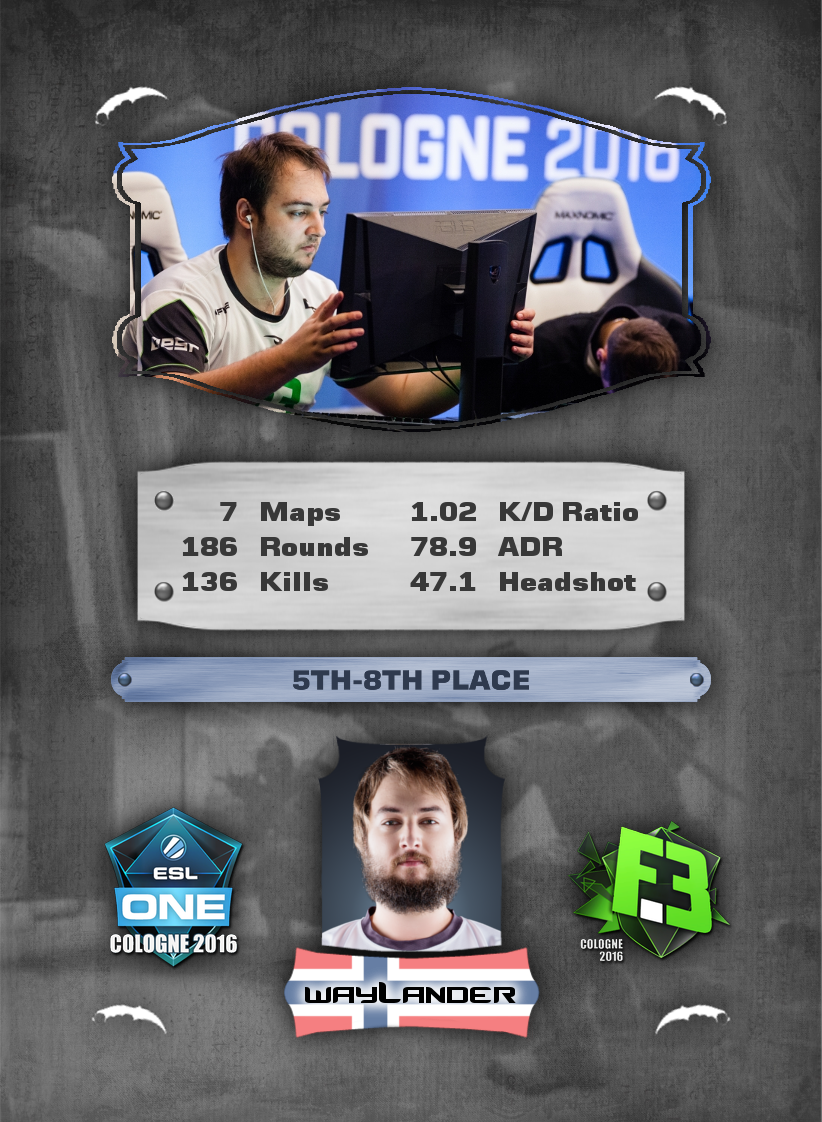 COLOGNE 2016
MAXNOMIC
7 Maps 1.02 K/D Ratio
186 Rounds 78.9 ADR
136 Kills 47.1 Headshot
5TH-8TH PLACE
ESL
ONE
COLOGNE 2016
F3
COLOGNE
2016
WAYLANDER